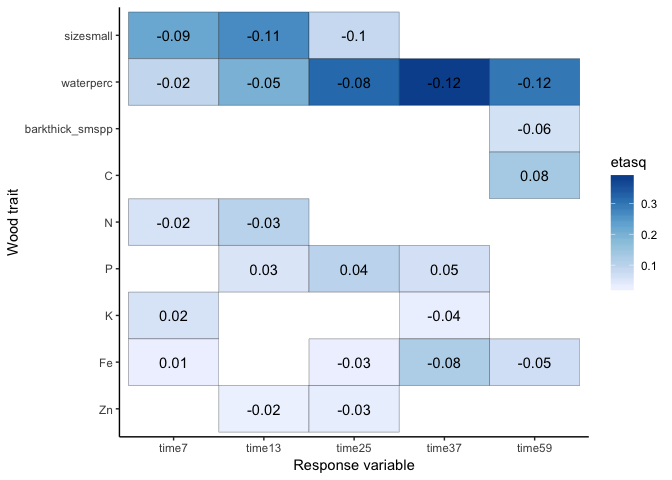 sizesmall -0.09 -0.11 -0.1
waterperc -0.02 -0.05 -0.08 -0.12 -0.12
barkthick_smspp -0.06
C 0.08
N -0.02 -0.03
P 0.03 0.04 0.05
K 0.02 -0.04
Fe 0.01 -0.03 -0.08 -0.05
Zn -0.02 -0.03
time7 time13 time25 time37 time59
Response variable
Wood trait
etasq
0.3
0.2
0.1